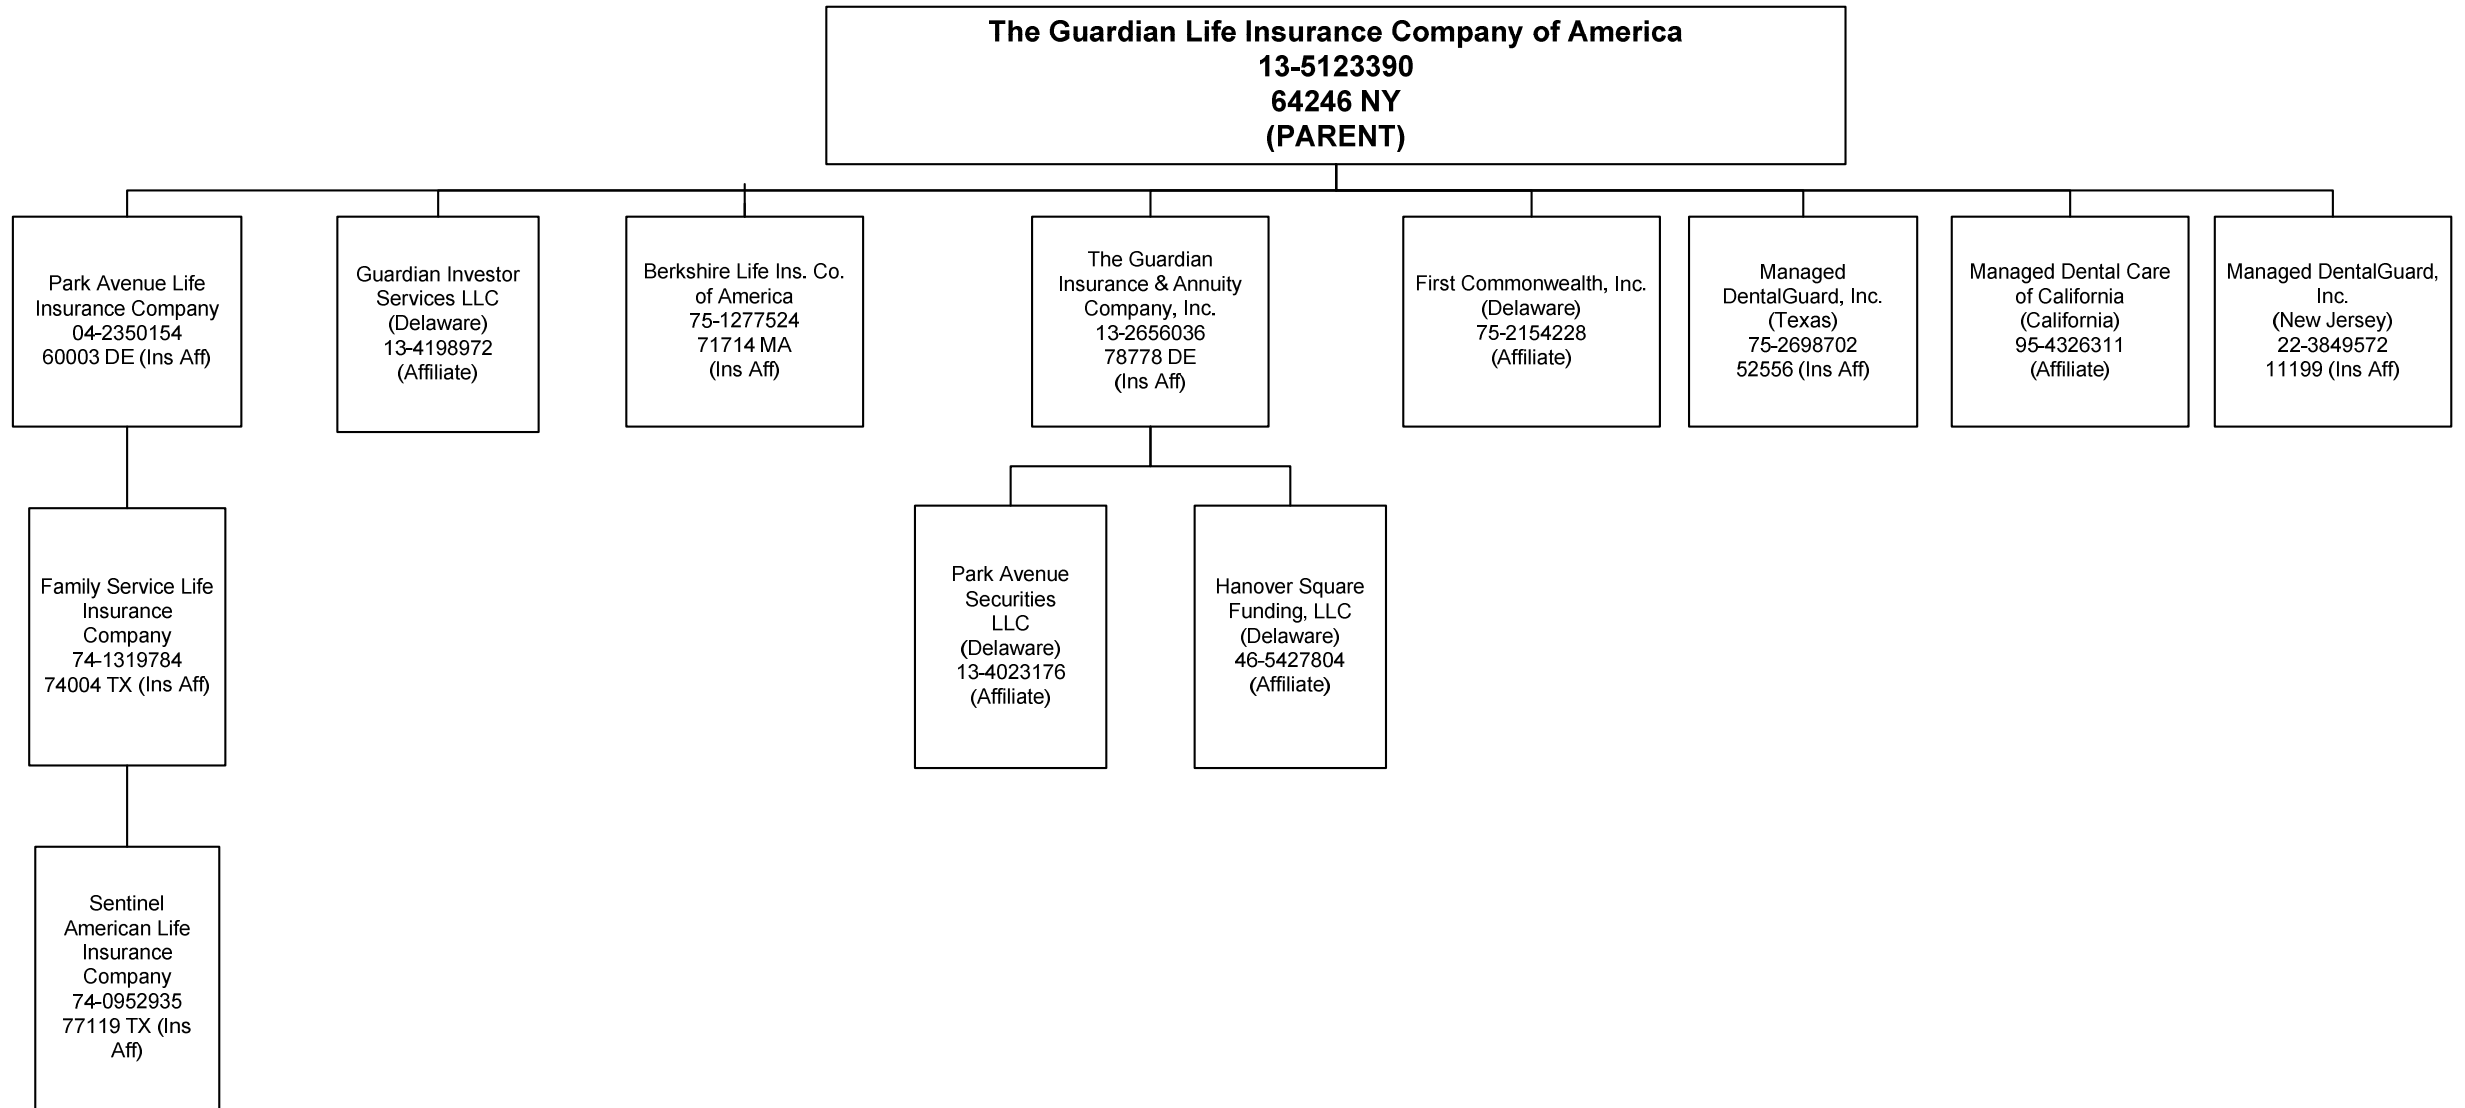 The Guardian Life Insurance Company of America
13-5123390
64246 NY
(PARENT)
Park Avenue Life
Insurance Company
04-2350154
60003 DE (Ins Aff)
Guardian Investor
Services LLC
(Delaware)
13-4198972
(Affiliate)
Berkshire Life Ins. Co.
of America
75-1277524
71714 MA
(Ins Aff)
The Guardian
Insurance & Annuity
Company, Inc.
13-2656036
78778 DE
(Ins Aff)
First Commonwealth, Inc.
(Delaware)
75-2154228
(Affiliate)
Managed
DentalGuard, Inc.
(Texas)
75-2698702
52556 (Ins Aff)
Managed Dental Care
of California
(California)
95-4326311
(Affiliate)
Managed DentalGuard,
Inc.
(New Jersey)
22-3849572
11199 (Ins Aff)
Family Service Life
Insurance
Company
74-1319784
74004 TX (Ins Aff)
Park Avenue
Securities
LLC
(Delaware)
13-4023176
(Affiliate)
Hanover Square
Funding, LLC
(Delaware)
46-5427804
(Affiliate)
Sentinel
American Life
Insurance
Company
74-0952935
77119 TX (Ins
Aff)